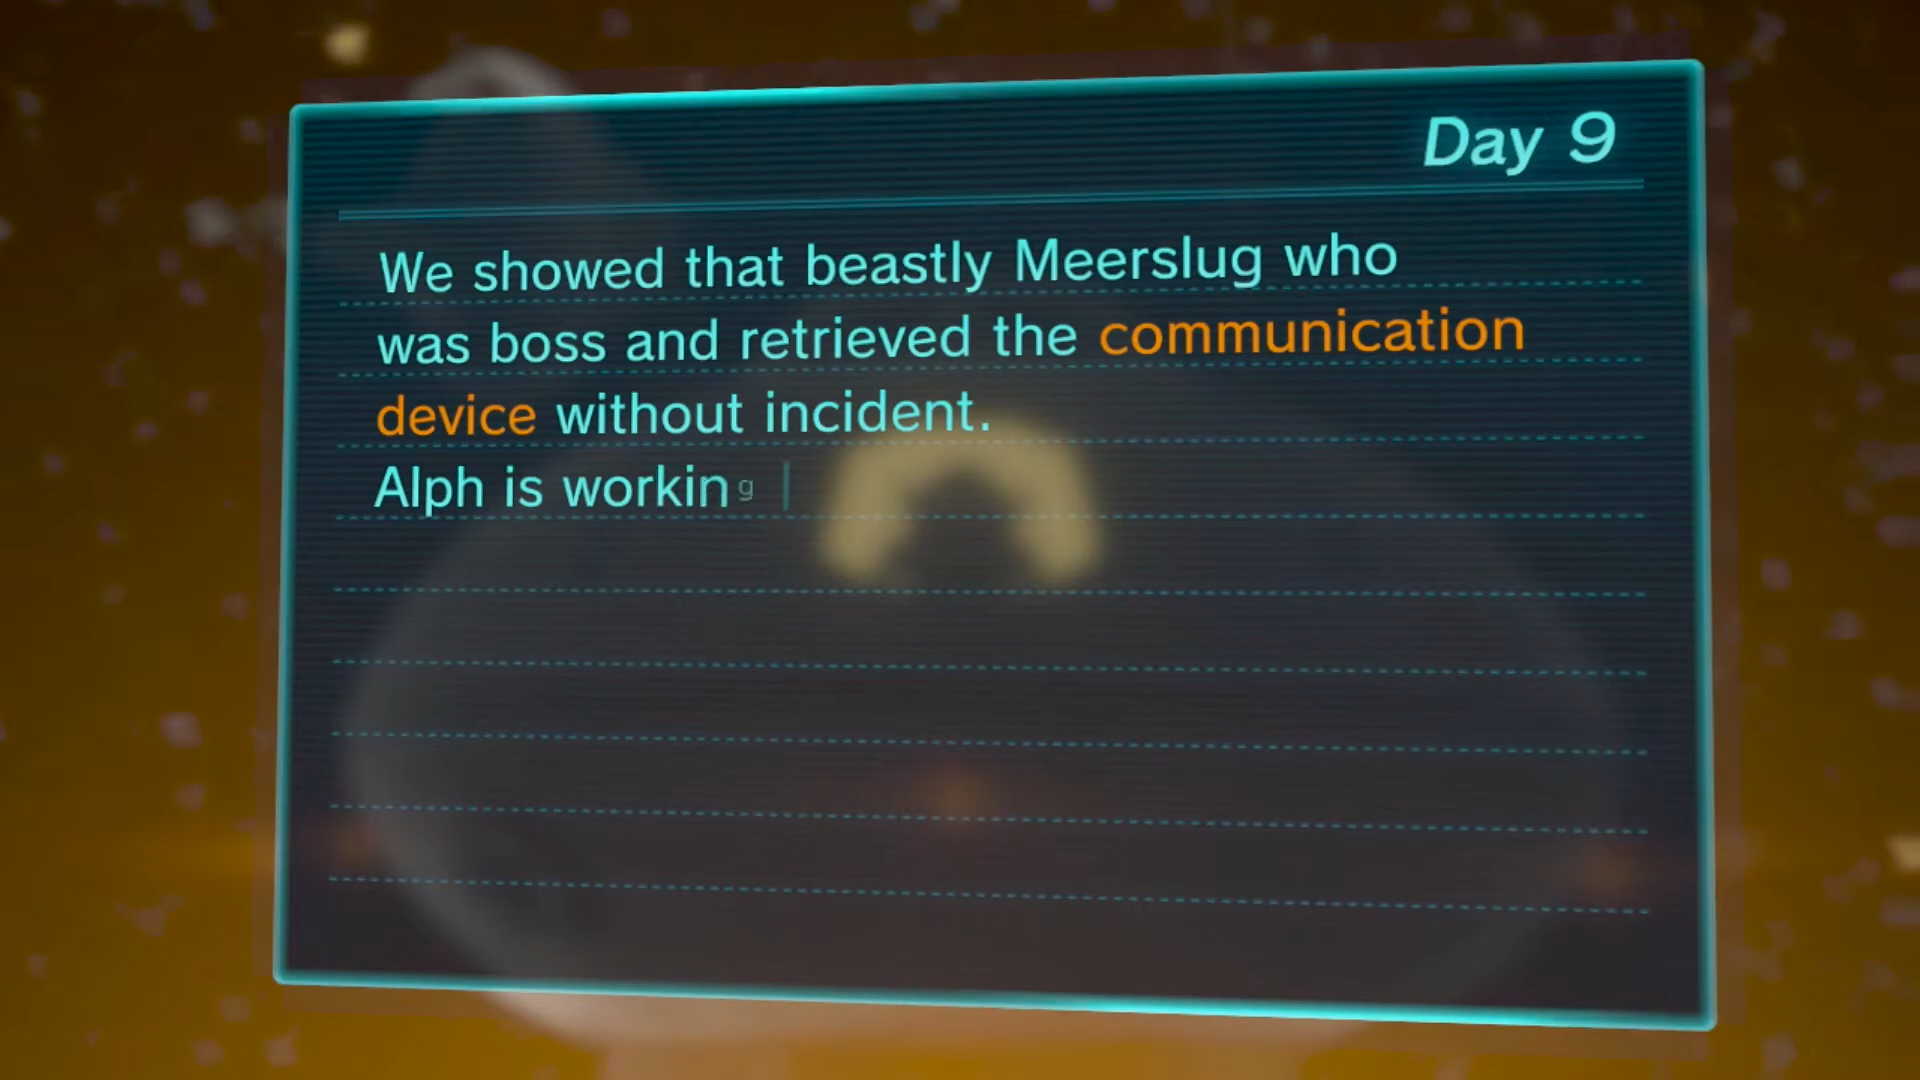 Day 9
We showed that beastly Meerslug who
was boss and retrieved the communication
device without incident.
Alph is working